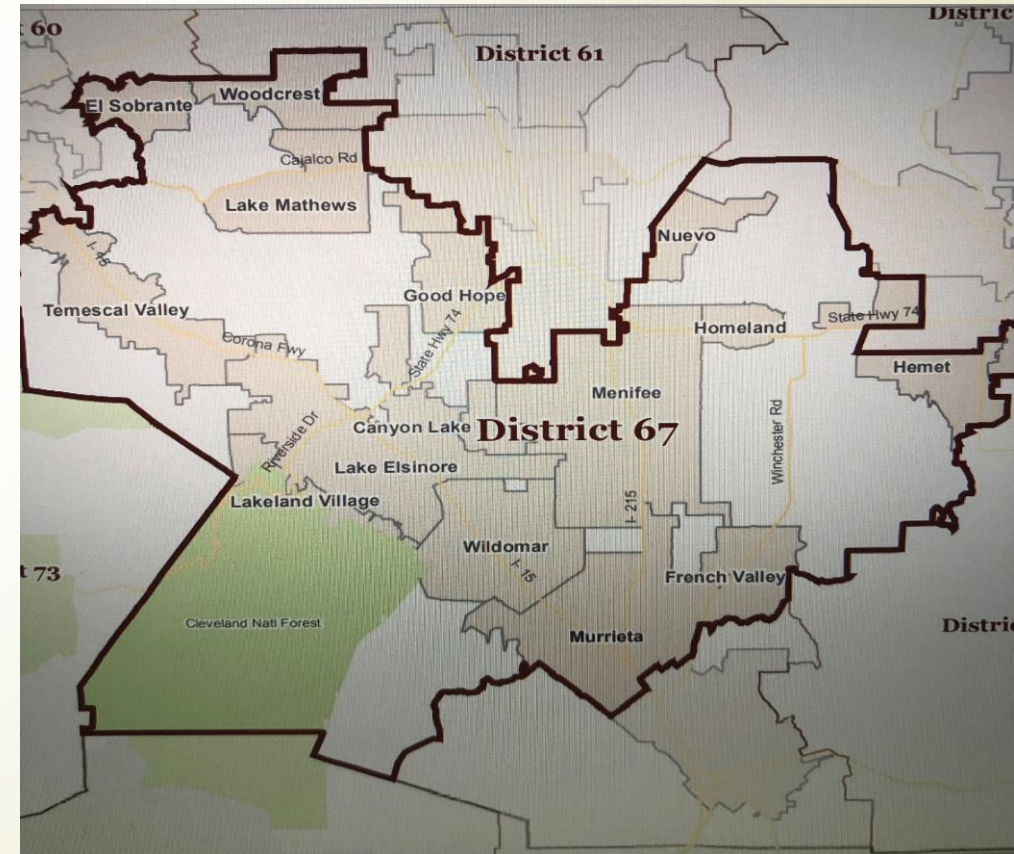 60
District 61
Distric
El Sobrante
Woodcrest
Cajalco Rd
Lake Mathews
Nuevo
I- 15
Temescal Valley
Good Hope
State Hwy 74
Homeland
State Hwy 74
Corona Fwy
Hemet
Menifee
Canyon Lake
District 67
Riverside Dr
Winchester Rd
Lake Elsinore
Lakeland Village
I- 215
Wildomar
I- 15
French Valley
t 73
Cleveland Natl Forest
Murrieta
Distric